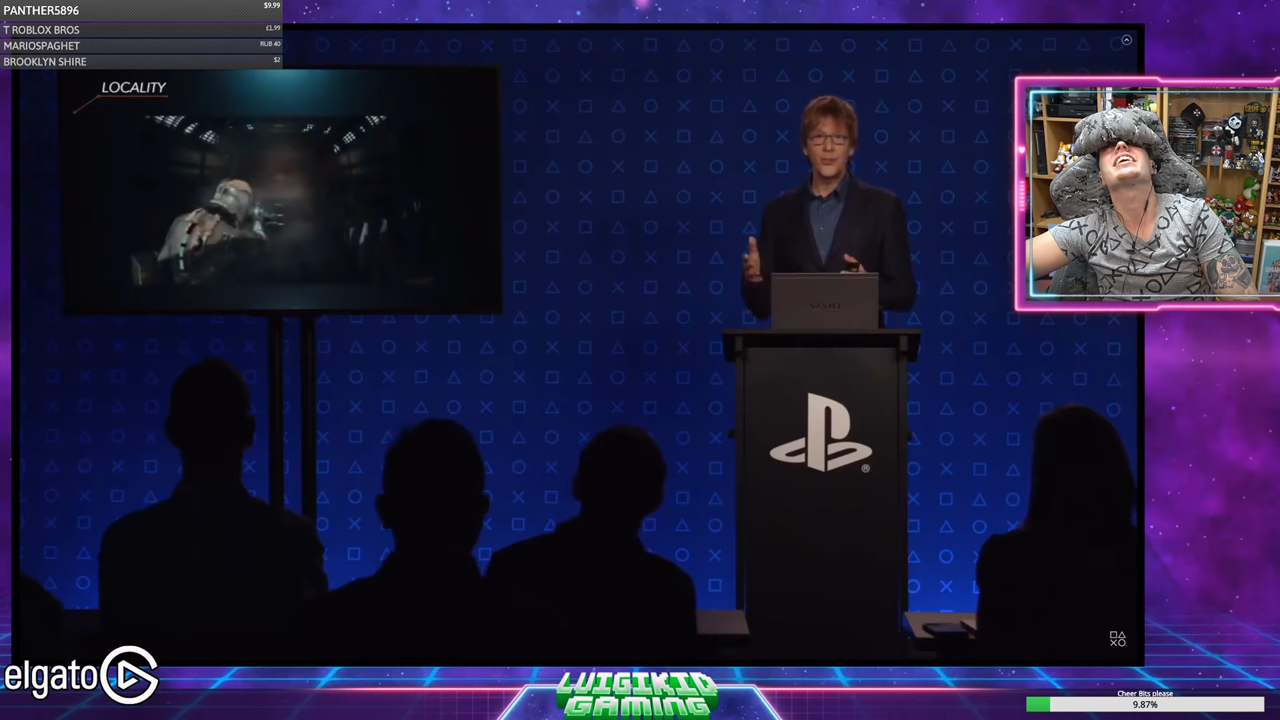 PANTHER5896 $9.99
T ROBLOX BROS £1.99
MARIOSPAGHET RUB 40
BROOKLYN SHIRE $2
LOCALITY
elgato
LUIGIKID
GAMING
Cheer Bits please
9.87%